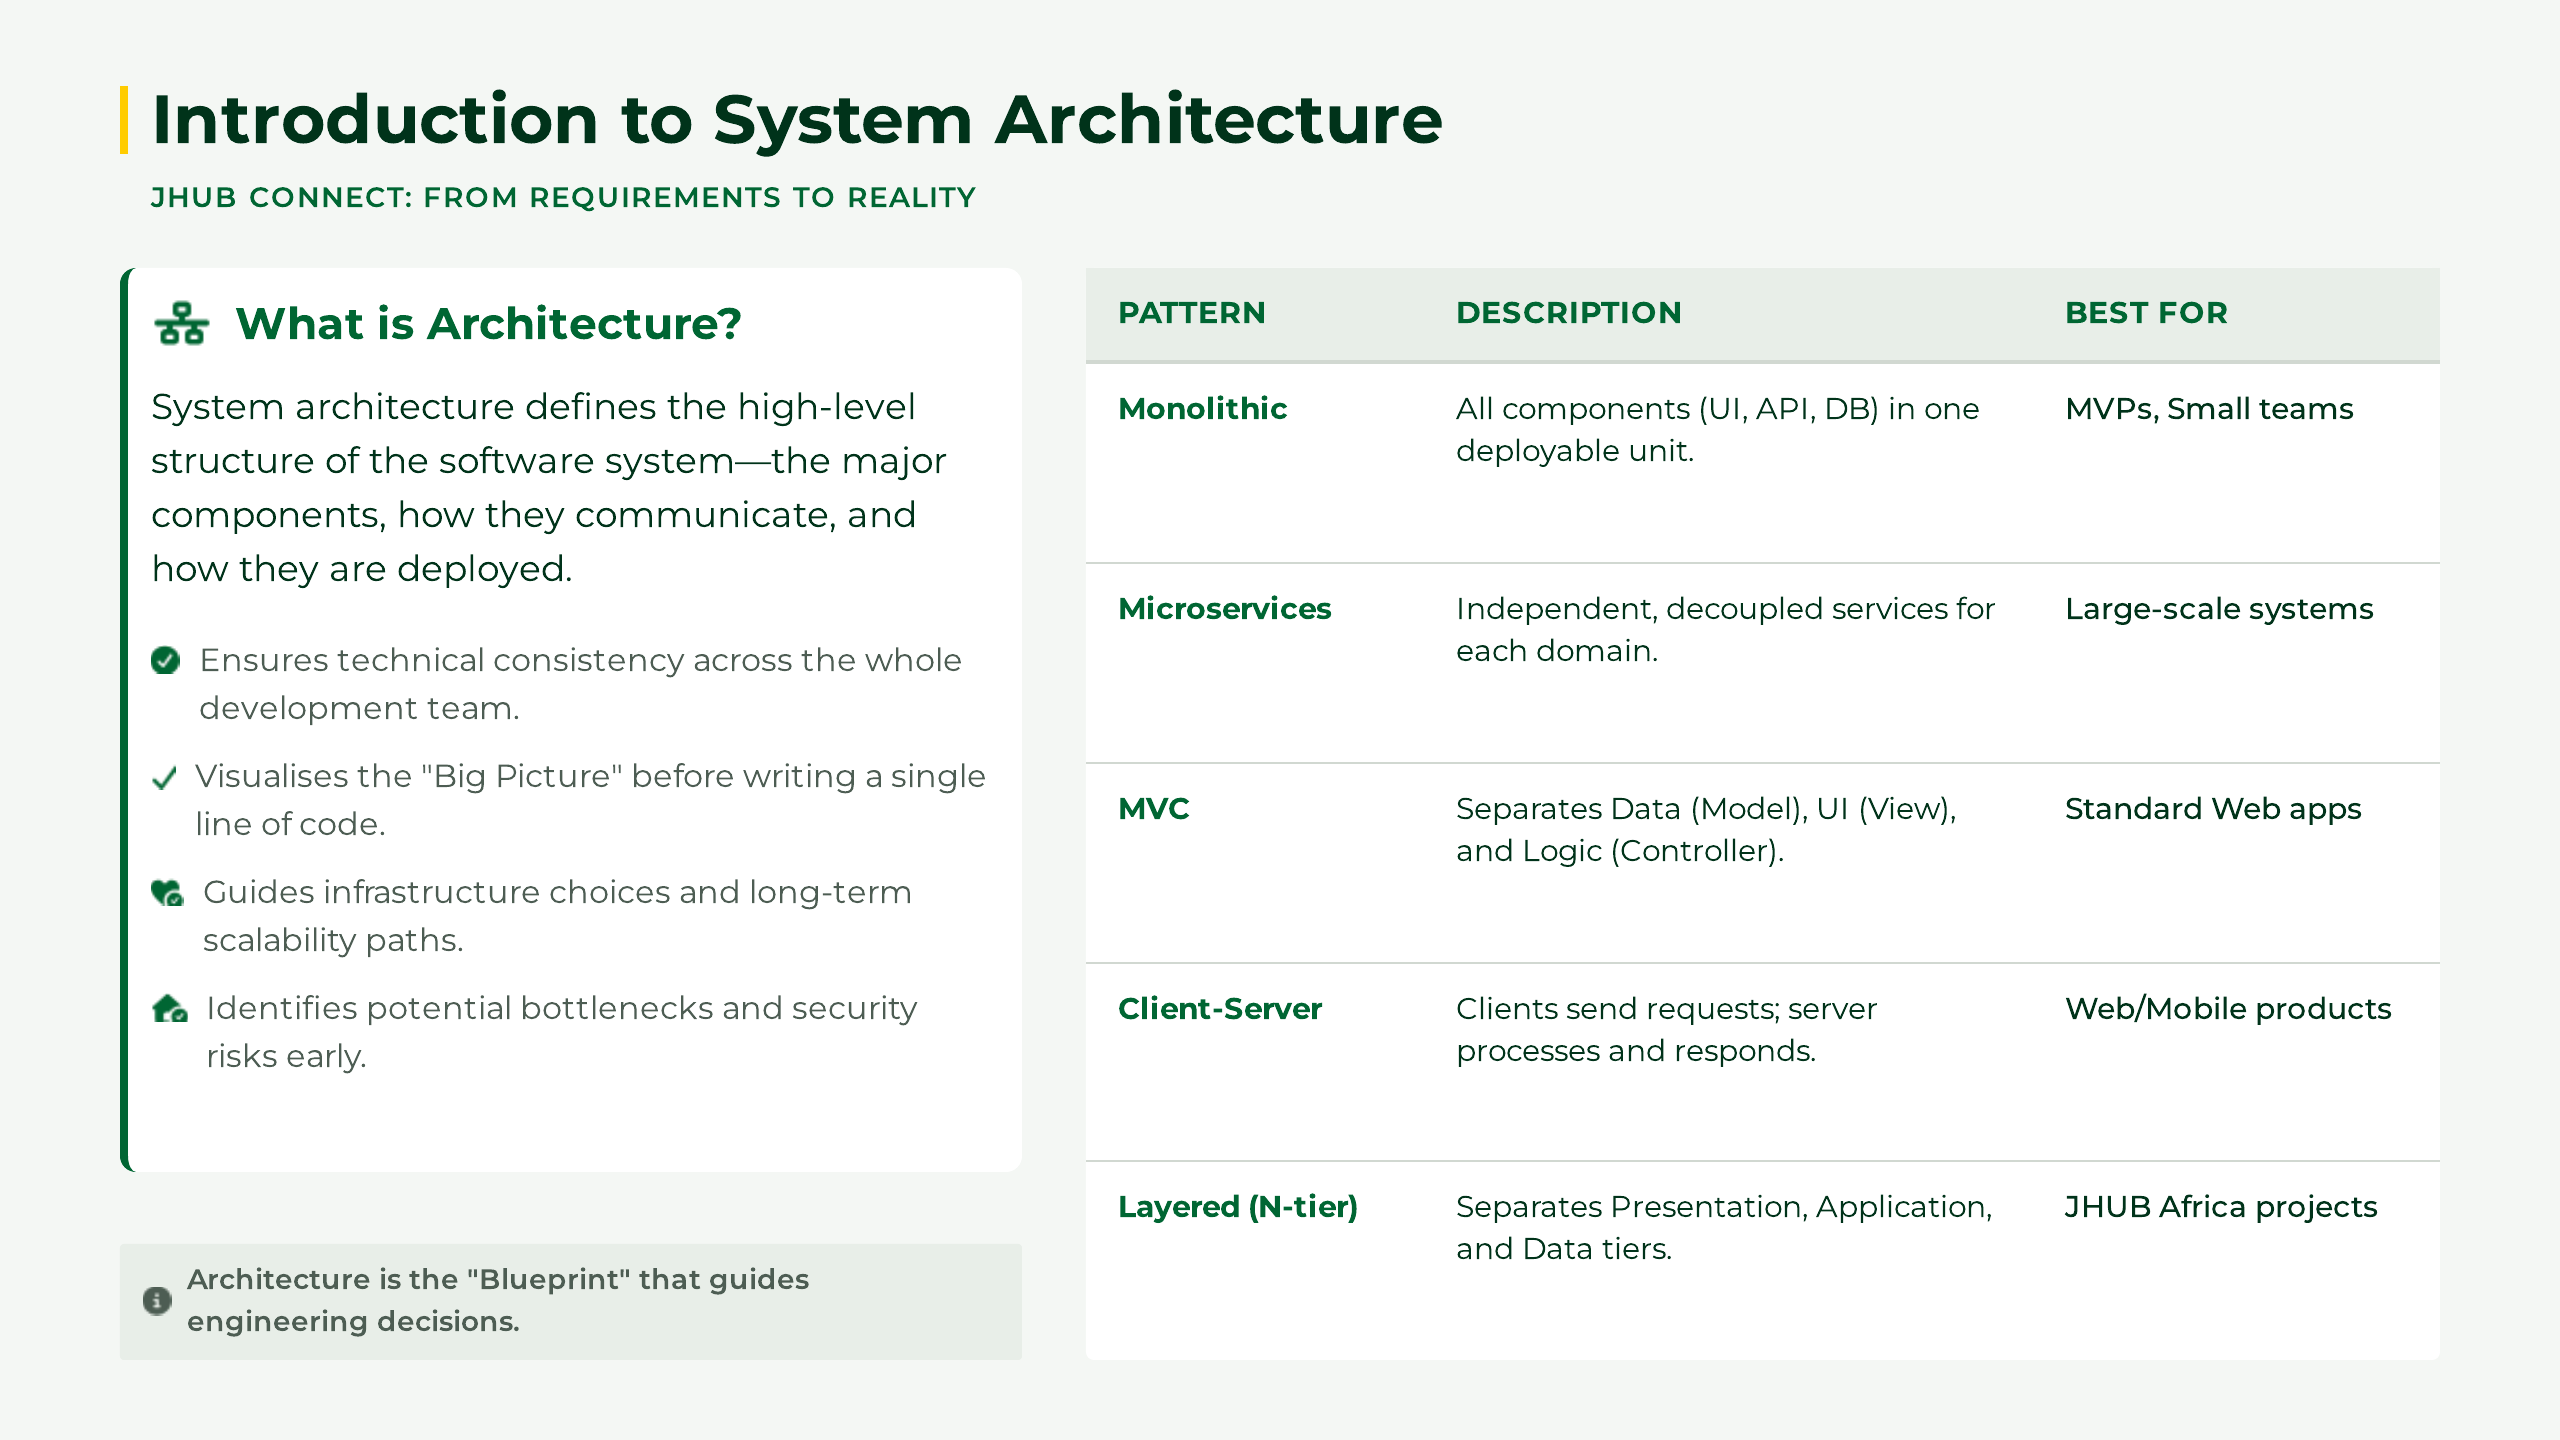 Introduction to System Architecture
JHUB CONNECT: FROM REQUIREMENTS TO REALITY
What is Architecture?
System architecture defines the high-level
structure of the software system—the major
components, how they communicate, and
how they are deployed.
Ensures technical consistency across the whole
development team.
Visualises the "Big Picture" before writing a single
line of code.
Guides infrastructure choices and long-term
scalability paths.
Identifies potential bottlenecks and security
risks early.
Architecture is the "Blueprint" that guides
engineering decisions.
PATTERN DESCRIPTION BEST FOR
Monolithic All components (UI, API, DB) in one MVPs, Small teams
deployable unit.
Microservices Independent, decoupled services for Large-scale systems
each domain.
MVC Separates Data (Model), UI (View), Standard Web apps
and Logic (Controller).
Client-Server Clients send requests; server Web/Mobile products
processes and responds.
Layered (N-tier) Separates Presentation, Application, JHUB Africa projects
and Data tiers.